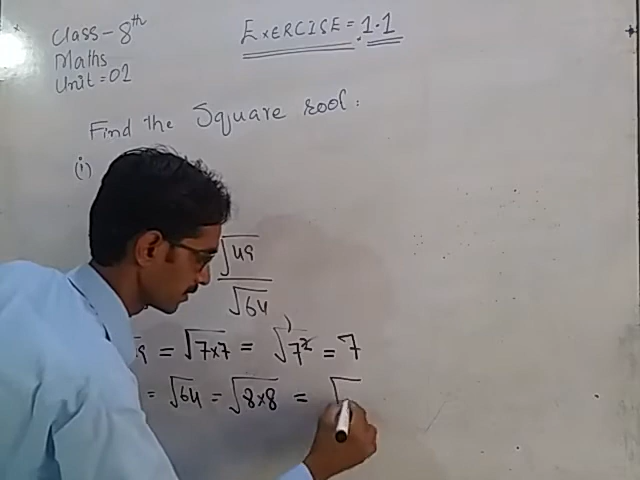 Class - 8th
Maths
Unit = 02
EXERCISE = 1.1
Find the Square root :
(i)
√49
√64
9 = √7×7 = √7² = 7
= √64 = √8×8 = √